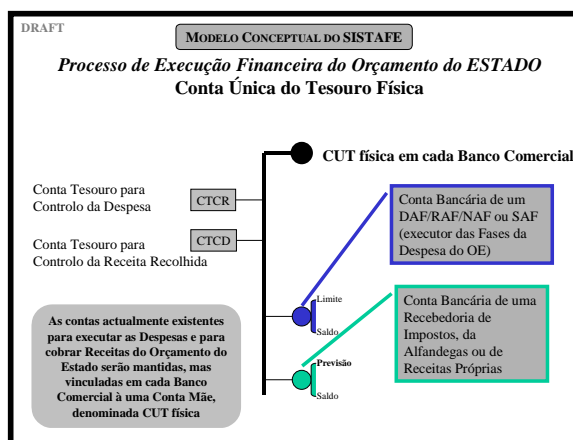 DRAFT
MODELO CONCEPTUAL DO SISTAFE
Processo de Execução Financeira do Orçamento do ESTADO
Conta Única do Tesouro Física
CUT física em cada Banco Comercial
Conta Tesouro para
Controlo da Despesa
CTCR
Conta Tesouro para
Controlo da Receita Recolhida
CTCD
Conta Bancária de um
DAF/RAF/NAF ou SAF
(executor das Fases da
Despesa do OE)
Limite
Saldo
As contas actualmente existentes
para executar as Despesas e para
cobrar Receitas do Orçamento do
Estado serão mantidas, mas
vinculadas em cada Banco
Comercial à uma Conta Mãe,
denominada CUT física
Conta Bancária de uma
Recebedoria de
Impostos, da
Alfandegas ou de
Receitas Próprias
Previsão
Saldo